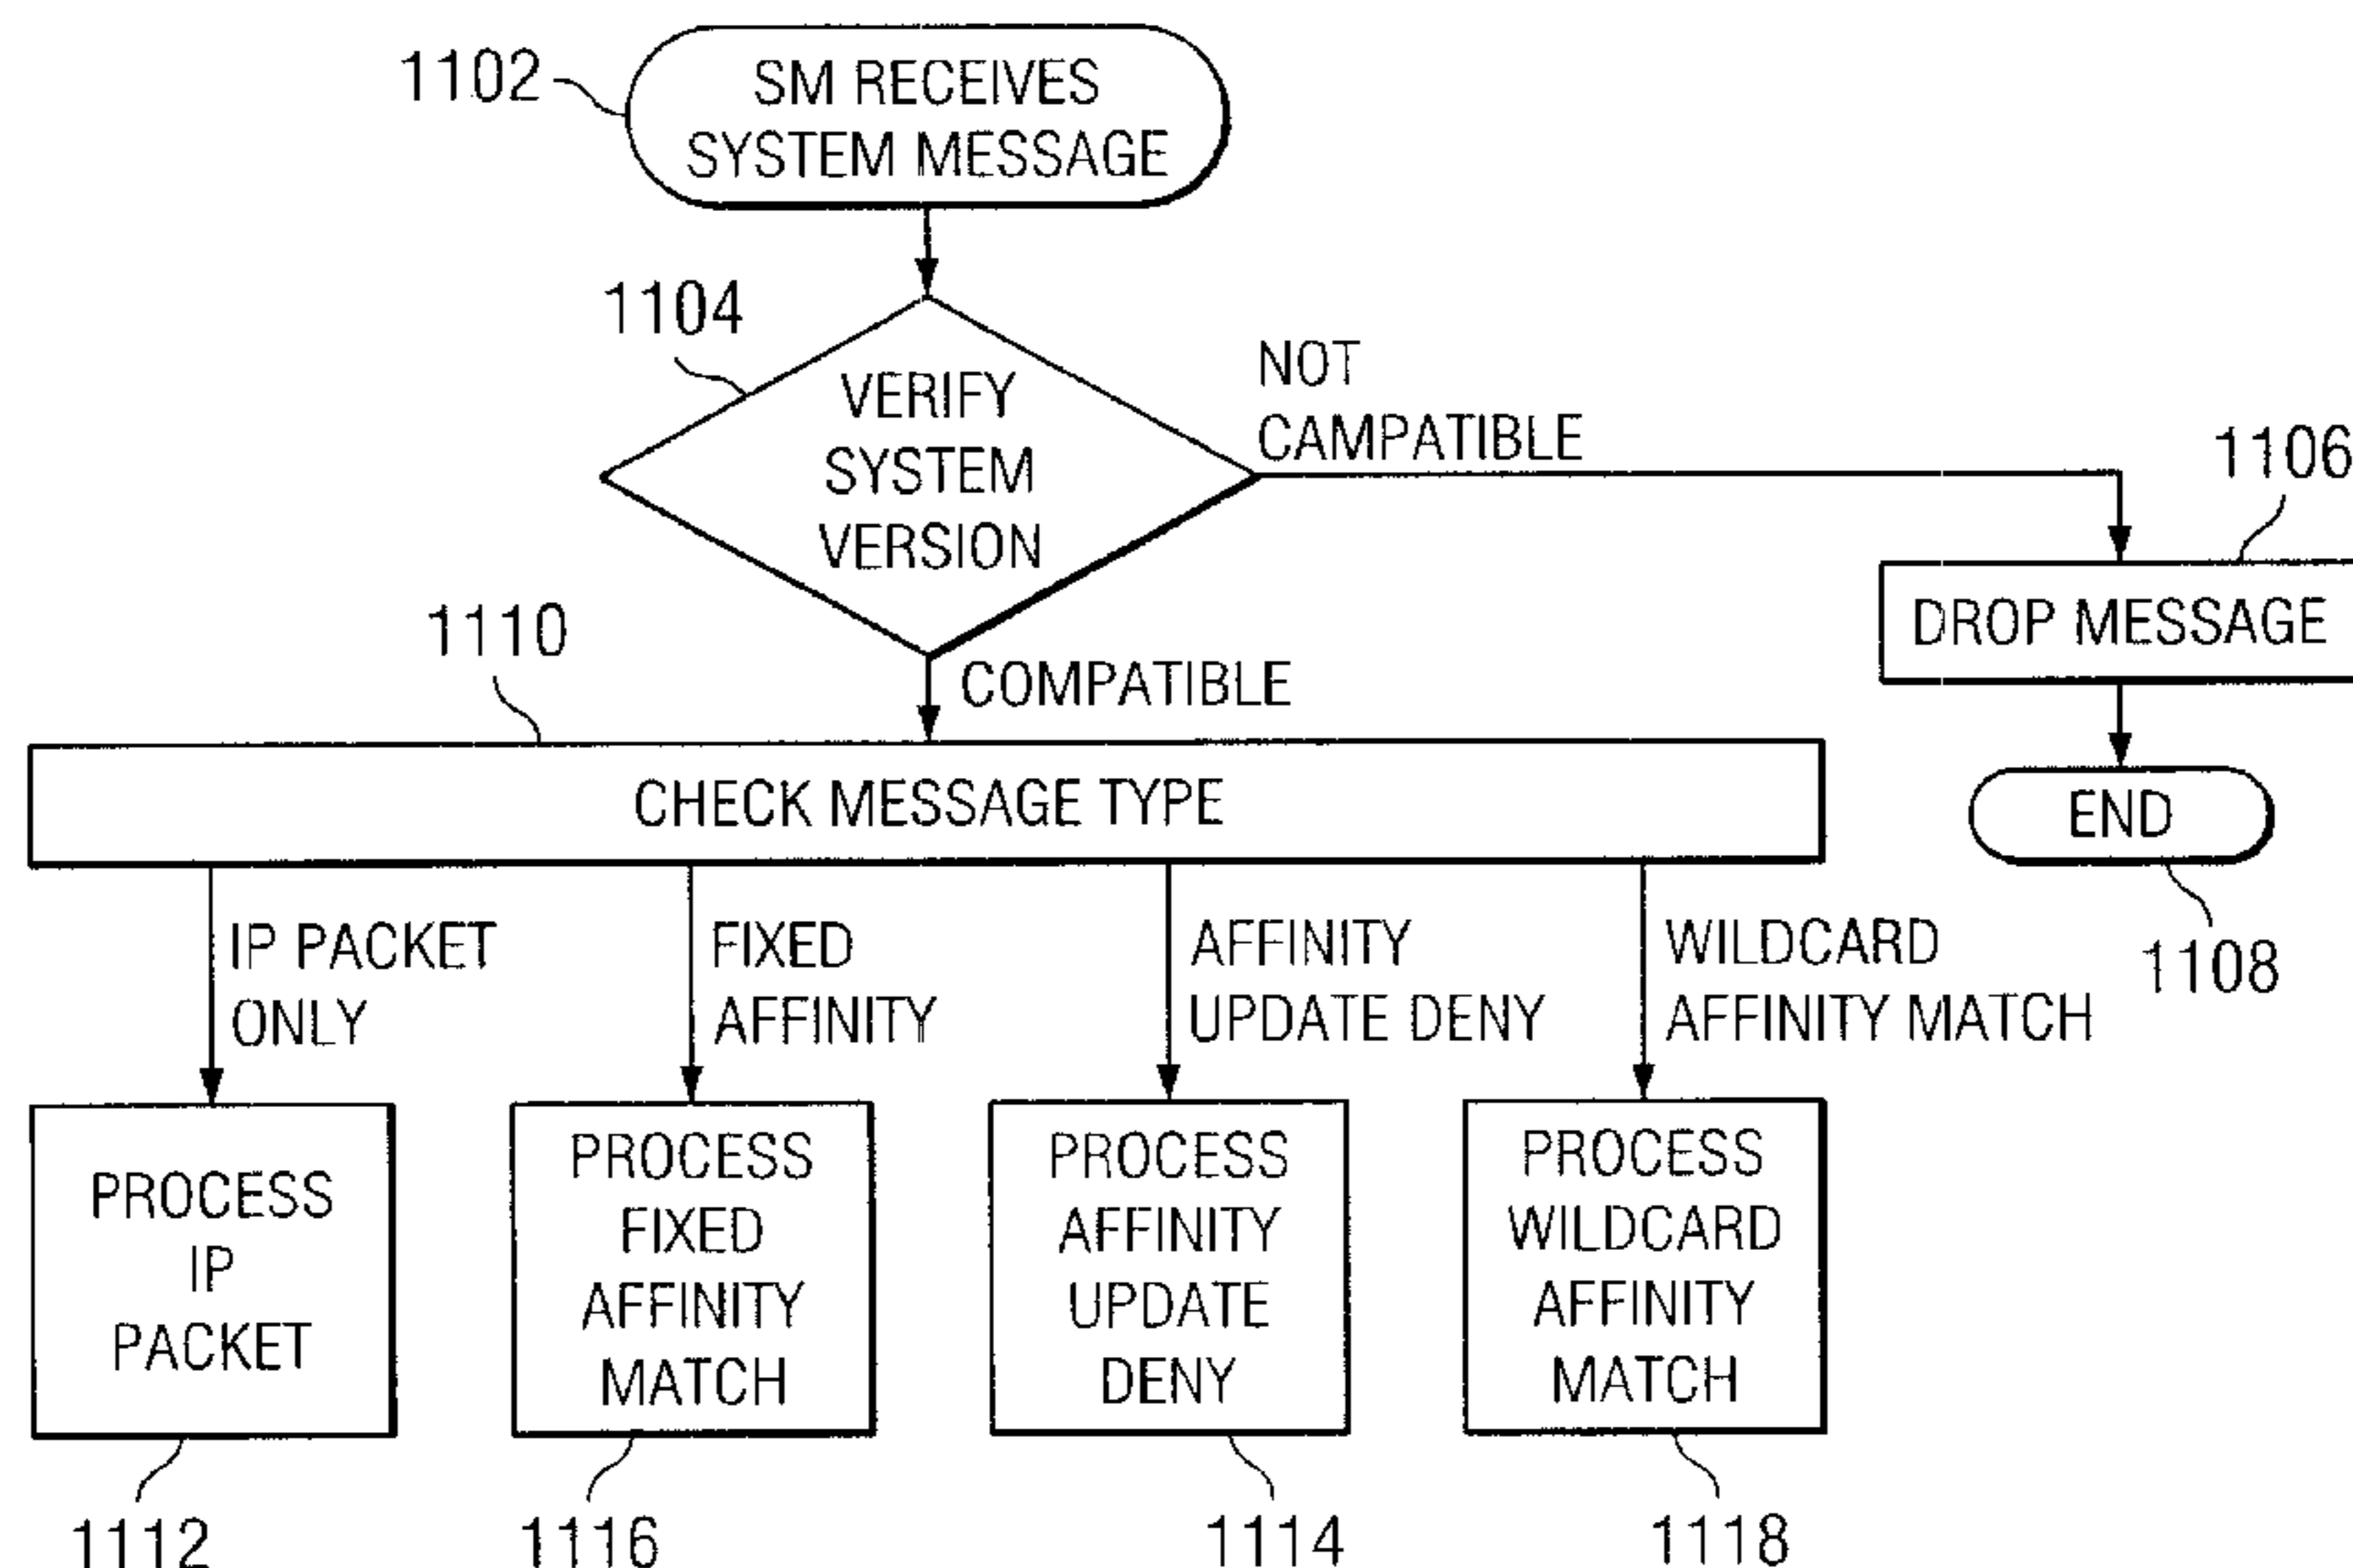 1102
SM RECEIVES
SYSTEM MESSAGE
1104
VERIFY
SYSTEM
VERSION
NOT
CAMPATIBLE
1106
DROP MESSAGE
END
1108
COMPATIBLE
1110
CHECK MESSAGE TYPE
IP PACKET
ONLY
FIXED
AFFINITY
AFFINITY
UPDATE DENY
WILDCARD
AFFINITY MATCH
PROCESS
IP
PACKET
PROCESS
FIXED
AFFINITY
MATCH
PROCESS
AFFINITY
UPDATE
DENY
PROCESS
WILDCARD
AFFINITY
MATCH
1112
1116
1114
1118